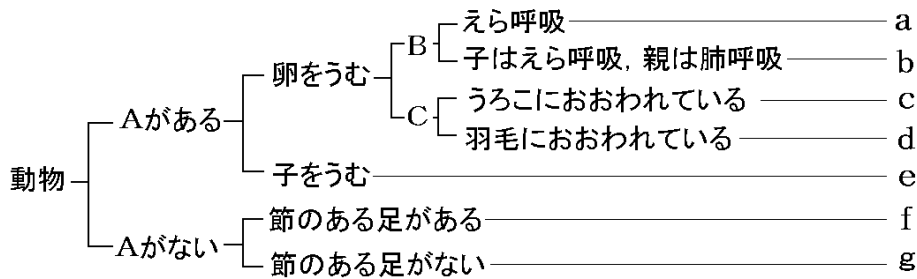 えら呼吸 a
B
子はえら呼吸, 親は肺呼吸 b
卵をうむ
うろこにおおわれている c
C
Aがある
羽毛におおわれている d
動物
子をうむ e
節のある足がある f
Aがない
節のある足がない g